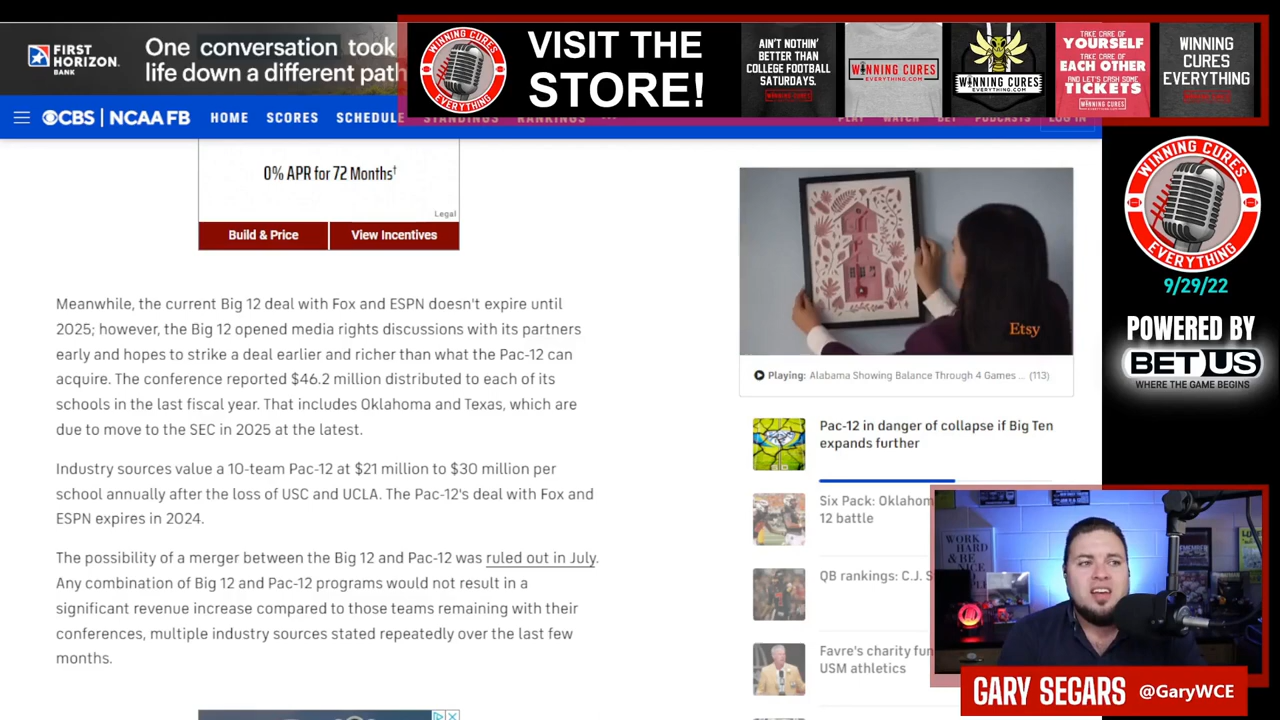 FIRST
HORIZON.
BANK
One conversation took
life down a different path
WINNING CURES
EVERYTHING
VISIT THE
STORE!
AIN'T NOTHIN'
BETTER THAN
COLLEGE FOOTBALL
SATURDAYS.
WINNING CURES
EVERYTHING.COM
WINNING CURES
EVERYTHING.COM
TAKE CARE OF
YOURSELF
TAKE CARE OF
EACH OTHER
AND LET'S CASH SOME
TICKETS
WINNING CURES
WINNING
CURES
EVERYTHING
CBS | NCAA FB
HOME
SCORES
SCHEDULE
STANDINGS
RANKINGS
PLAY
WATCH
BET
PODCASTS
LOG IN
0% APR for 72 Months†
Legal
Build & Price
View Incentives
Meanwhile, the current Big 12 deal with Fox and ESPN doesn't expire until
2025; however, the Big 12 opened media rights discussions with its partners
early and hopes to strike a deal earlier and richer than what the Pac-12 can
acquire. The conference reported $46.2 million distributed to each of its
schools in the last fiscal year. That includes Oklahoma and Texas, which are
due to move to the SEC in 2025 at the latest.
Industry sources value a 10-team Pac-12 at $21 million to $30 million per
school annually after the loss of USC and UCLA. The Pac-12's deal with Fox and
ESPN expires in 2024.
The possibility of a merger between the Big 12 and Pac-12 was ruled out in July.
Any combination of Big 12 and Pac-12 programs would not result in a
significant revenue increase compared to those teams remaining with their
conferences, multiple industry sources stated repeatedly over the last few
months.
Etsy
Playing: Alabama Showing Balance Through 4 Games ... (113)
Pac-12 in danger of collapse if Big Ten
expands further
Six Pack: Oklahom
12 battle
QB rankings: C.J. S
Favre's charity fun
USM athletics
WINNING CURES
EVERYTHING
9/29/22
POWERED BY
BETUS
WHERE THE GAME BEGINS
WORK
HARD
& BE
NICE
GARY SEGARS @GaryWCE